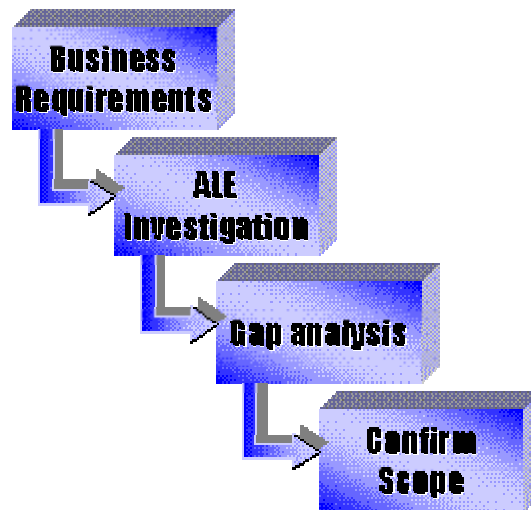 Business
Requirements
ALE
Investigation
Gap analysis
Confirm
Scope